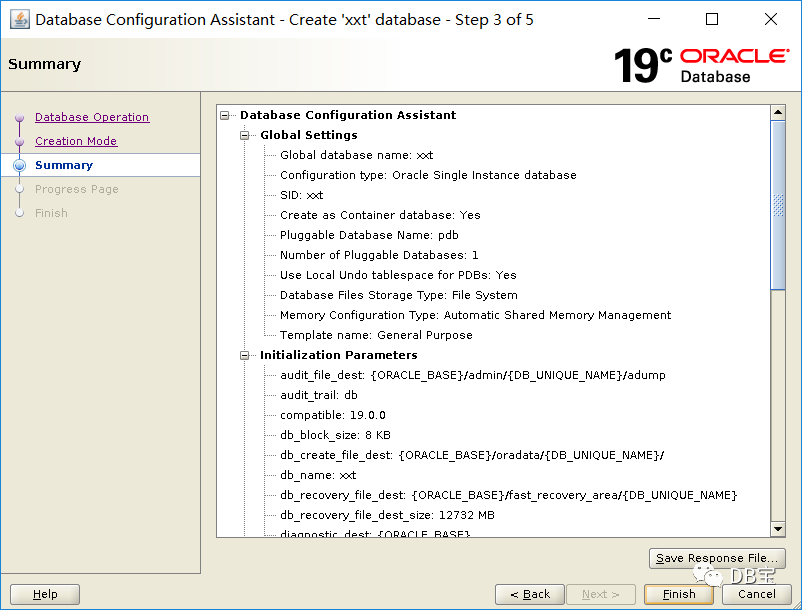 Database Configuration Assistant - Create 'xxt' database - Step 3 of 5
Summary
19c ORACLE
Database
Database Operation
Creation Mode
Summary
Progress Page
Finish
Database Configuration Assistant
Global Settings
Global database name: xxt
Configuration type: Oracle Single Instance database
SID: xxt
Create as Container database: Yes
Pluggable Database Name: pdb
Number of Pluggable Databases: 1
Use Local Undo tablespace for PDBs: Yes
Database Files Storage Type: File System
Memory Configuration Type: Automatic Shared Memory Management
Template name: General Purpose
Initialization Parameters
audit_file_dest: {ORACLE_BASE}/admin/{DB_UNIQUE_NAME}/adump
audit_trail: db
compatible: 19.0.0
db_block_size: 8 KB
db_create_file_dest: {ORACLE_BASE}/oradata/{DB_UNIQUE_NAME}/
db_name: xxt
db_recovery_file_dest: {ORACLE_BASE}/fast_recovery_area/{DB_UNIQUE_NAME}
db_recovery_file_dest_size: 12732 MB
diagnostic_dest: {ORACLE_BASE}
Save Response File...
DB宝
Help
< Back
Next >
Finish
Cancel